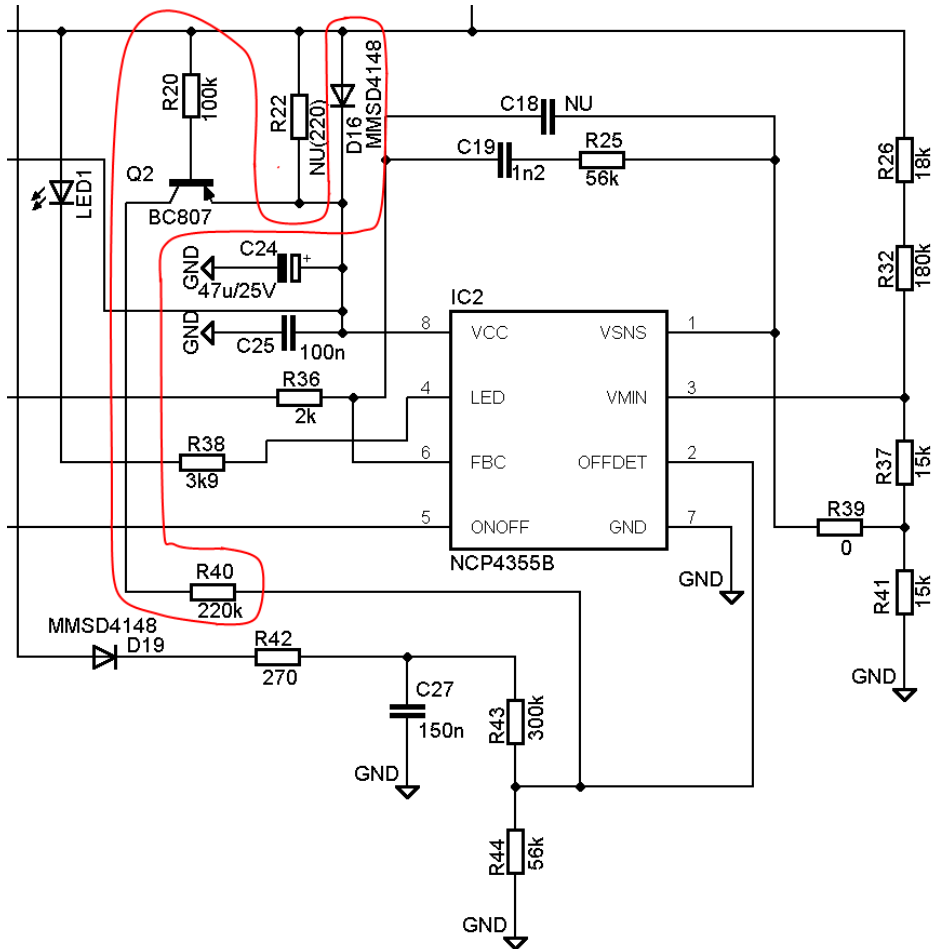 R20
100k
R22
NU(220)
D16
MMSD4148
C18
NU
C19
1n2
R25
56k
R26
18k
Q2
BC807
LED1
R32
180k
GND
C24
+
47u/25V
GND
C25
100n
IC2
8
VCC
VSNS
1
R36
2k
4
LED
VMIN
3
R38
3k9
6
FBC
OFFDET
2
R37
15k
5
ONOFF
GND
7
R39
0
NCP4355B
GND
R40
220k
R41
15k
MMSD4148
D19
R42
270
C27
150n
R43
300k
GND
GND
R44
56k
GND